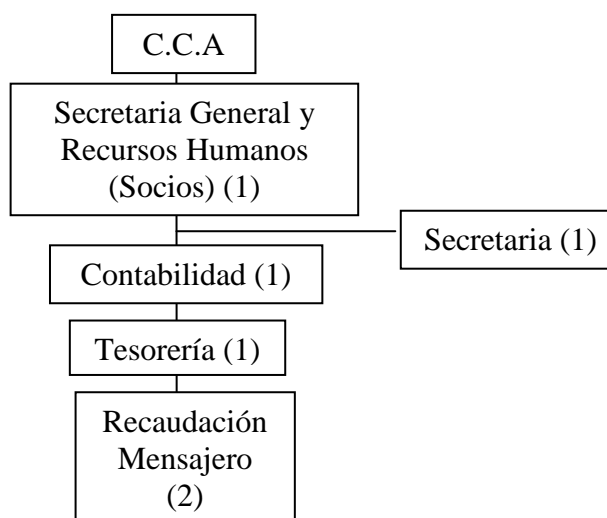 C.C.A
Secretaria General y
Recursos Humanos
(Socios) (1)
Secretaria (1)
Contabilidad (1)
Tesorería (1)
Recaudación
Mensajero
(2)